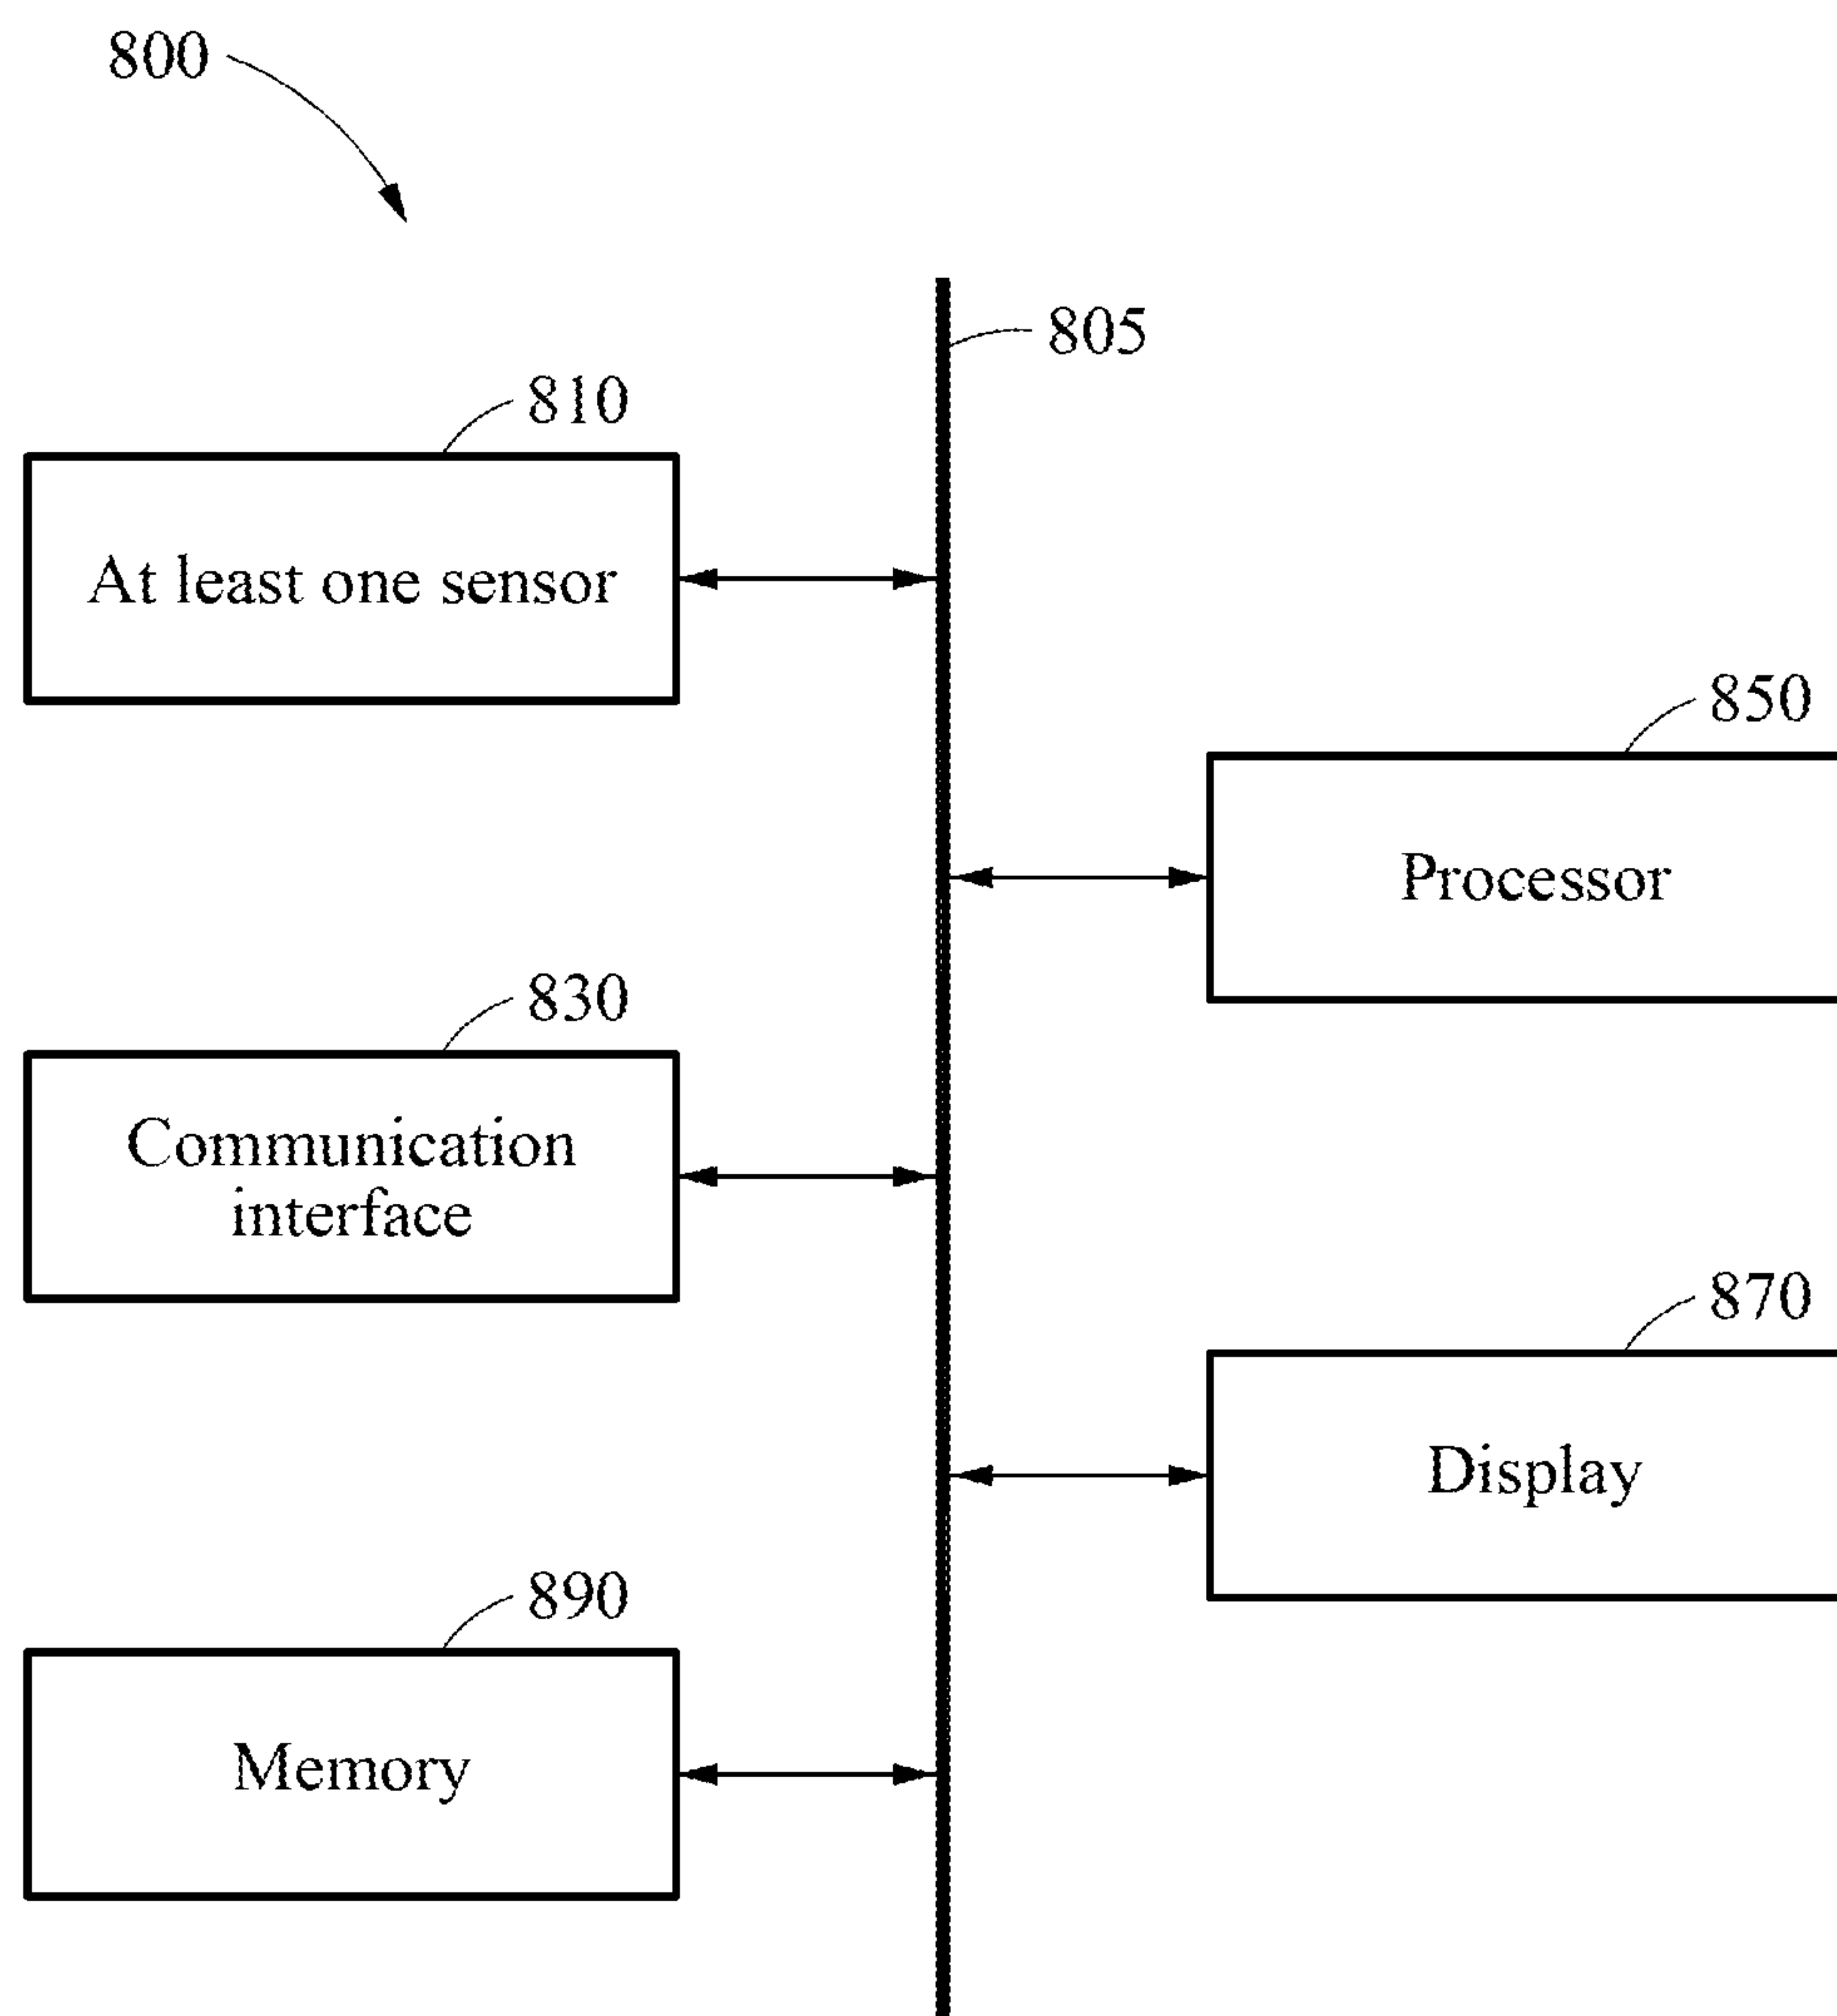 800
805
810
At least one sensor
850
Processor
830
Communication
interface
870
Display
890
Memory